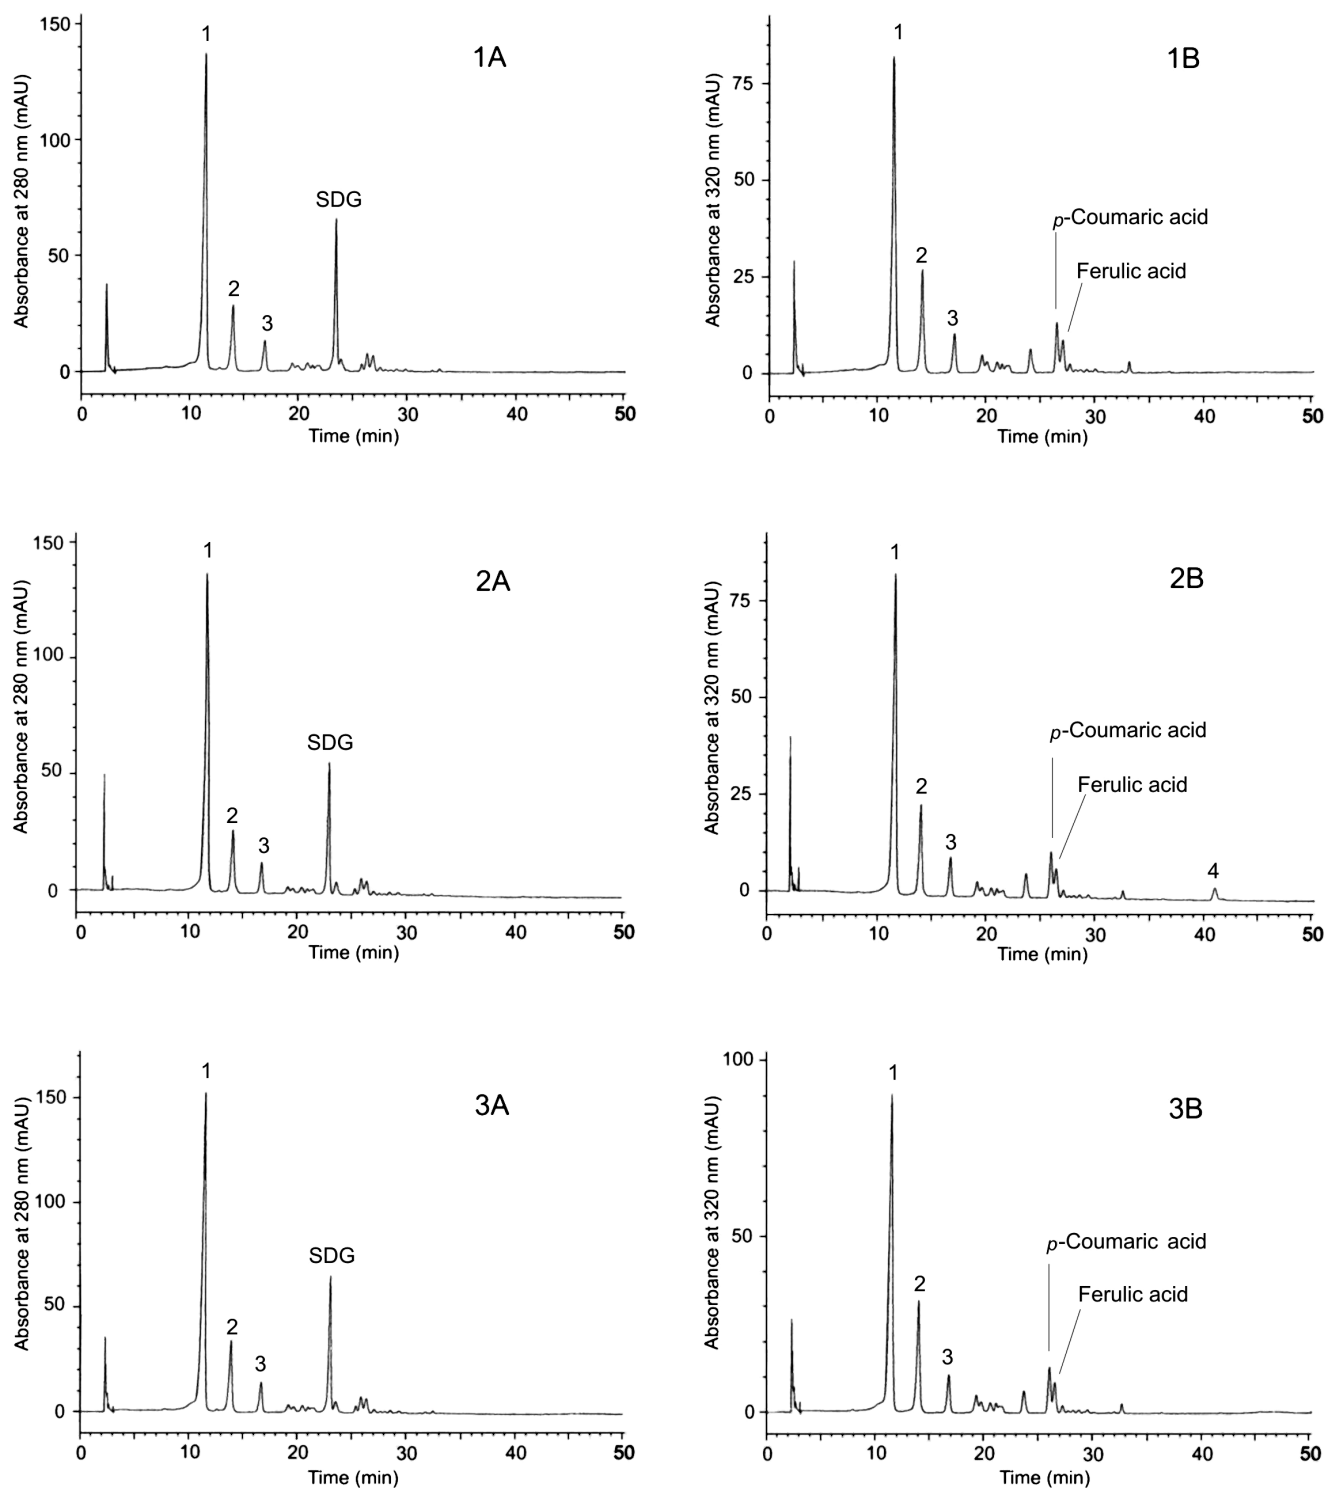 1A
Absorbance at 280 nm (mAU)
150
100
50
0
1
2
3
SDG
0 10 20 30 40 50
Time (min)
1B
Absorbance at 320 nm (mAU)
75
50
25
0
1
2
3
p-Coumaric acid
Ferulic acid
0 10 20 30 40 50
Time (min)
2A
Absorbance at 280 nm (mAU)
150
100
50
0
1
2
3
SDG
0 10 20 30 40 50
Time (min)
2B
Absorbance at 320 nm (mAU)
75
50
25
0
1
2
3
p-Coumaric acid
Ferulic acid
4
0 10 20 30 40 50
Time (min)
3A
Absorbance at 280 nm (mAU)
150
100
50
0
1
2
3
SDG
0 10 20 30 40 50
Time (min)
3B
Absorbance at 320 nm (mAU)
100
50
0
1
2
3
p-Coumaric acid
Ferulic acid
0 10 20 30 40 50
Time (min)